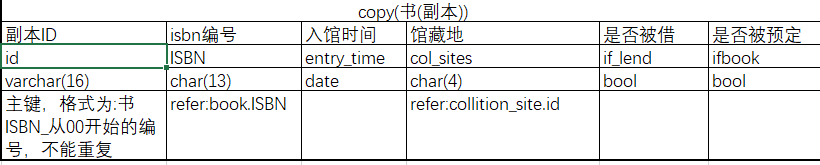 copy(书(副本))
副本ID isbn编号 入馆时间 馆藏地 是否被借 是否被预定
id ISBN entry_time col_sites if_lend ifbook
varchar(16) char(13) date char(4) bool bool
主键，格式为:书 refer:book.ISBN refer:collition_site.id
ISBN_从00开始的编
号，不能重复